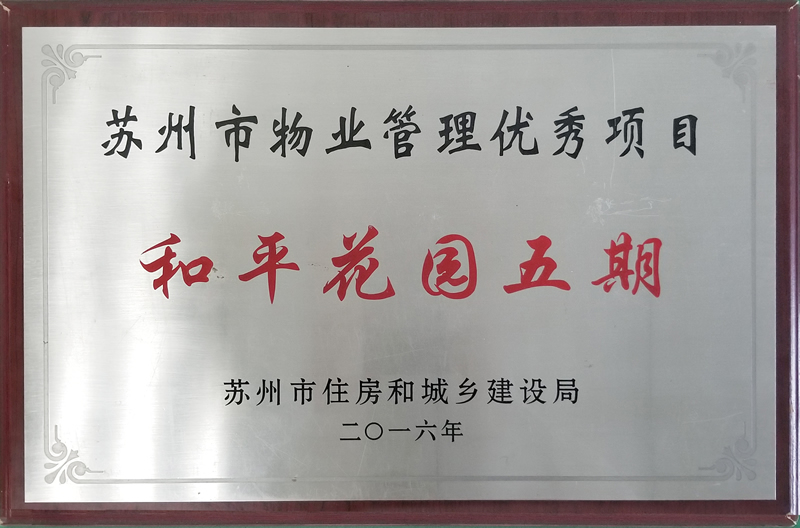 苏州市物业管理优秀项目
和平花园五期
苏州市住房和城乡建设局
二〇一六年